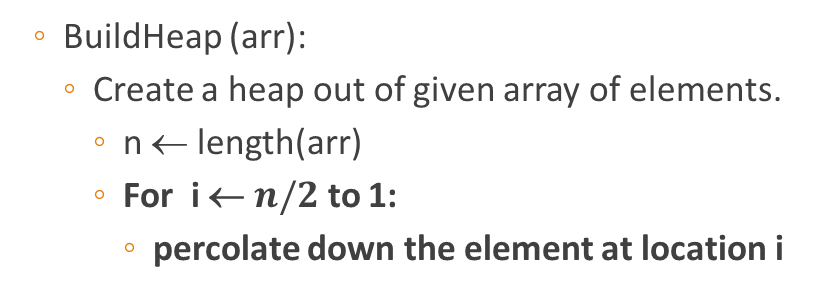 ◦ BuildHeap (arr):
◦ Create a heap out of given array of elements.
◦ n ← length(arr)
◦ For i ← n/2 to 1:
◦ percolate down the element at location i